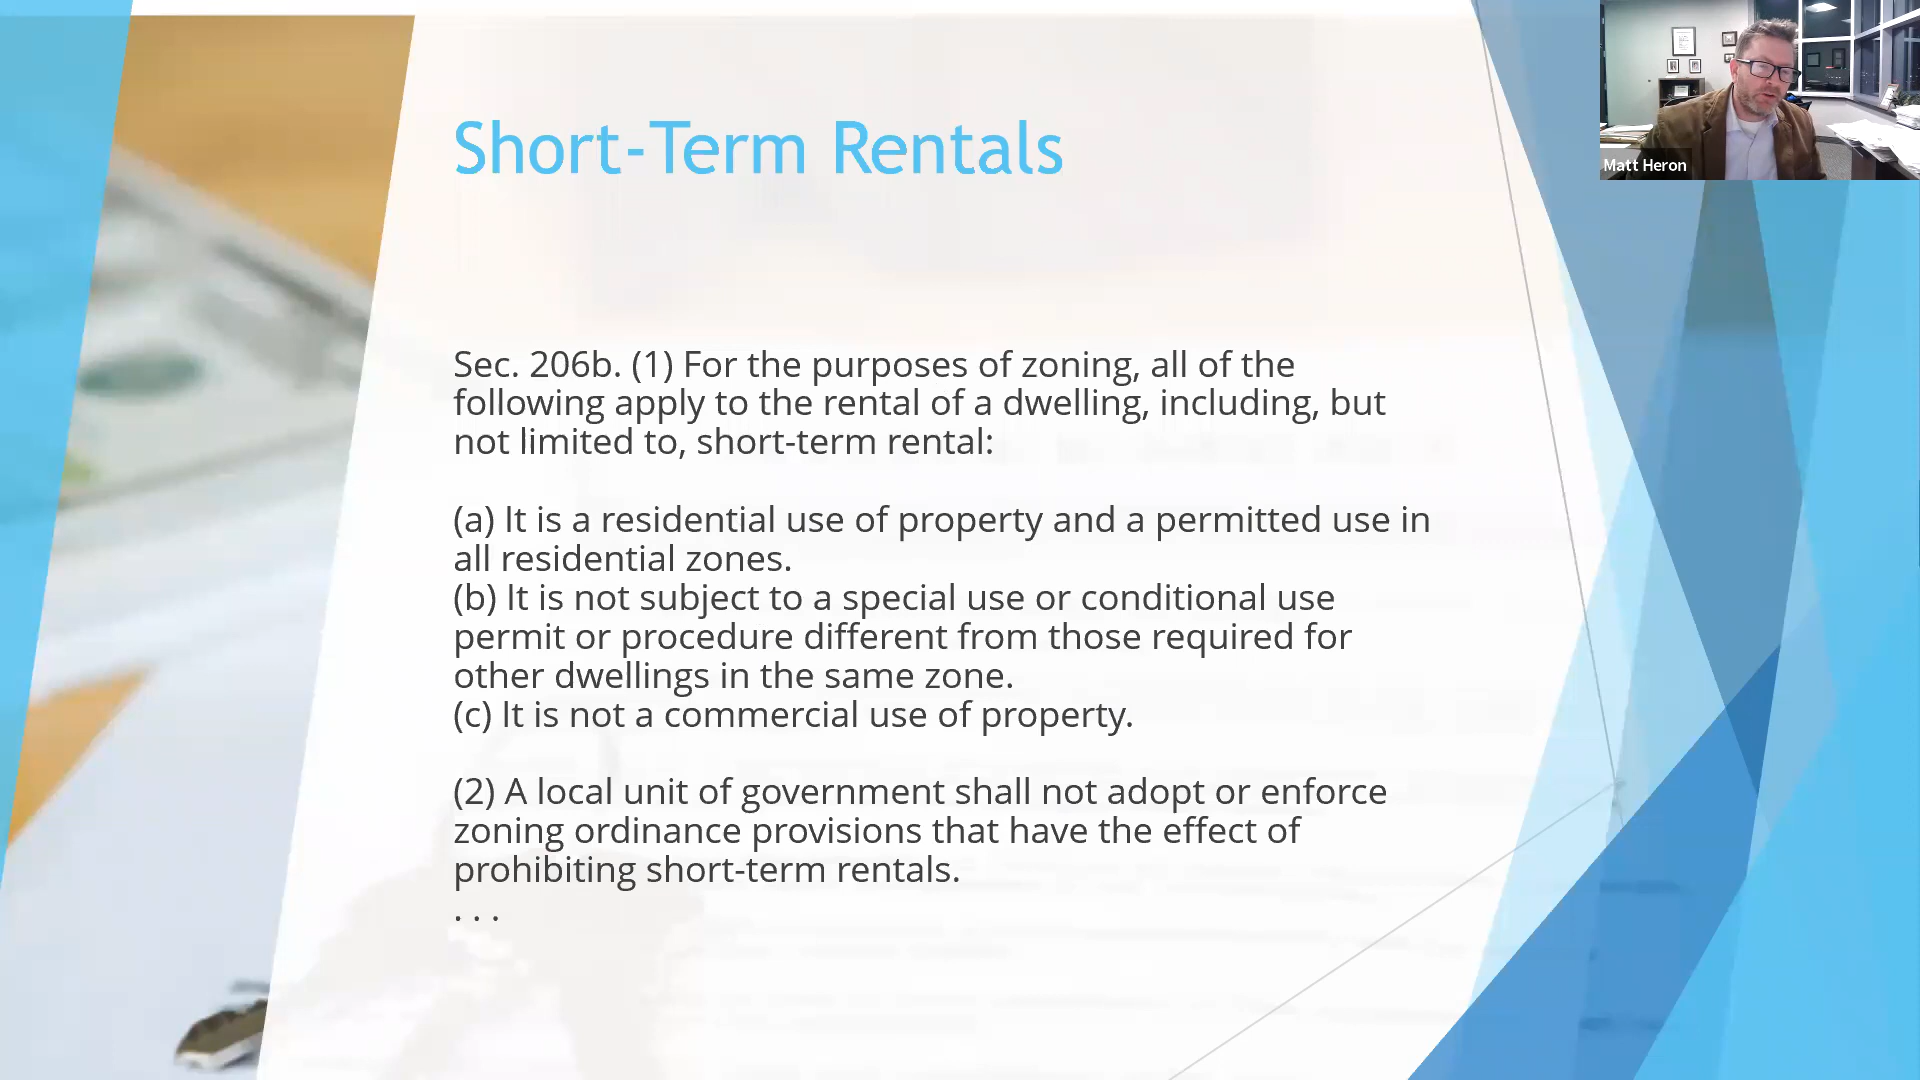 Short-Term Rentals
Matt Heron
Sec. 206b. (1) For the purposes of zoning, all of the
following apply to the rental of a dwelling, including, but
not limited to, short-term rental:
(a) It is a residential use of property and a permitted use in
all residential zones.
(b) It is not subject to a special use or conditional use
permit or procedure different from those required for
other dwellings in the same zone.
(c) It is not a commercial use of property.
(2) A local unit of government shall not adopt or enforce
zoning ordinance provisions that have the effect of
prohibiting short-term rentals.
. . .